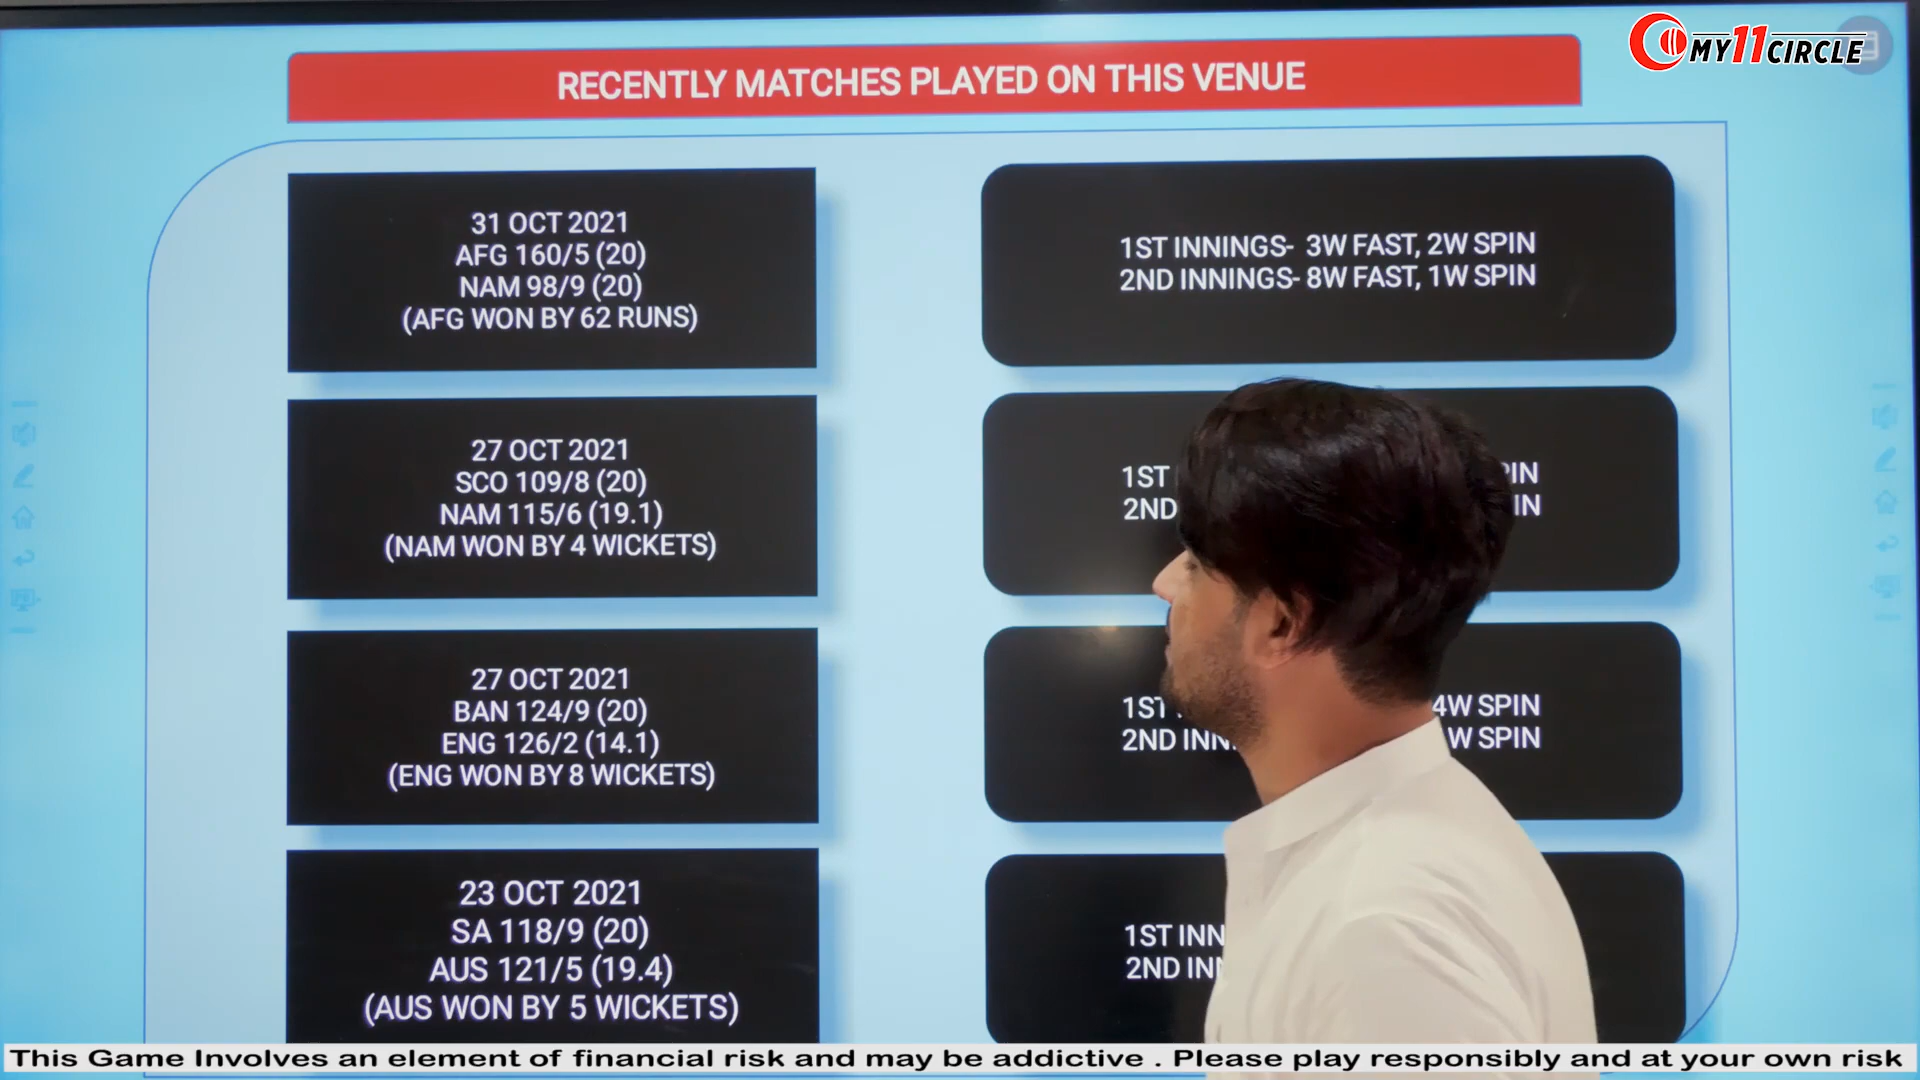 MY11CIRCLE
RECENTLY MATCHES PLAYED ON THIS VENUE
31 OCT 2021
AFG 160/5 (20)
NAM 98/9 (20)
(AFG WON BY 62 RUNS)
1ST INNINGS- 3W FAST, 2W SPIN
2ND INNINGS- 8W FAST, 1W SPIN
27 OCT 2021
SCO 109/8 (20)
NAM 115/6 (19.1)
(NAM WON BY 4 WICKETS)
1ST
2ND
27 OCT 2021
BAN 124/9 (20)
ENG 126/2 (14.1)
(ENG WON BY 8 WICKETS)
1ST 4W SPIN
2ND W SPIN
23 OCT 2021
SA 118/9 (20)
AUS 121/5 (19.4)
(AUS WON BY 5 WICKETS)
1ST
2ND
This Game Involves an element of financial risk and may be addictive . Please play responsibly and at your own risk